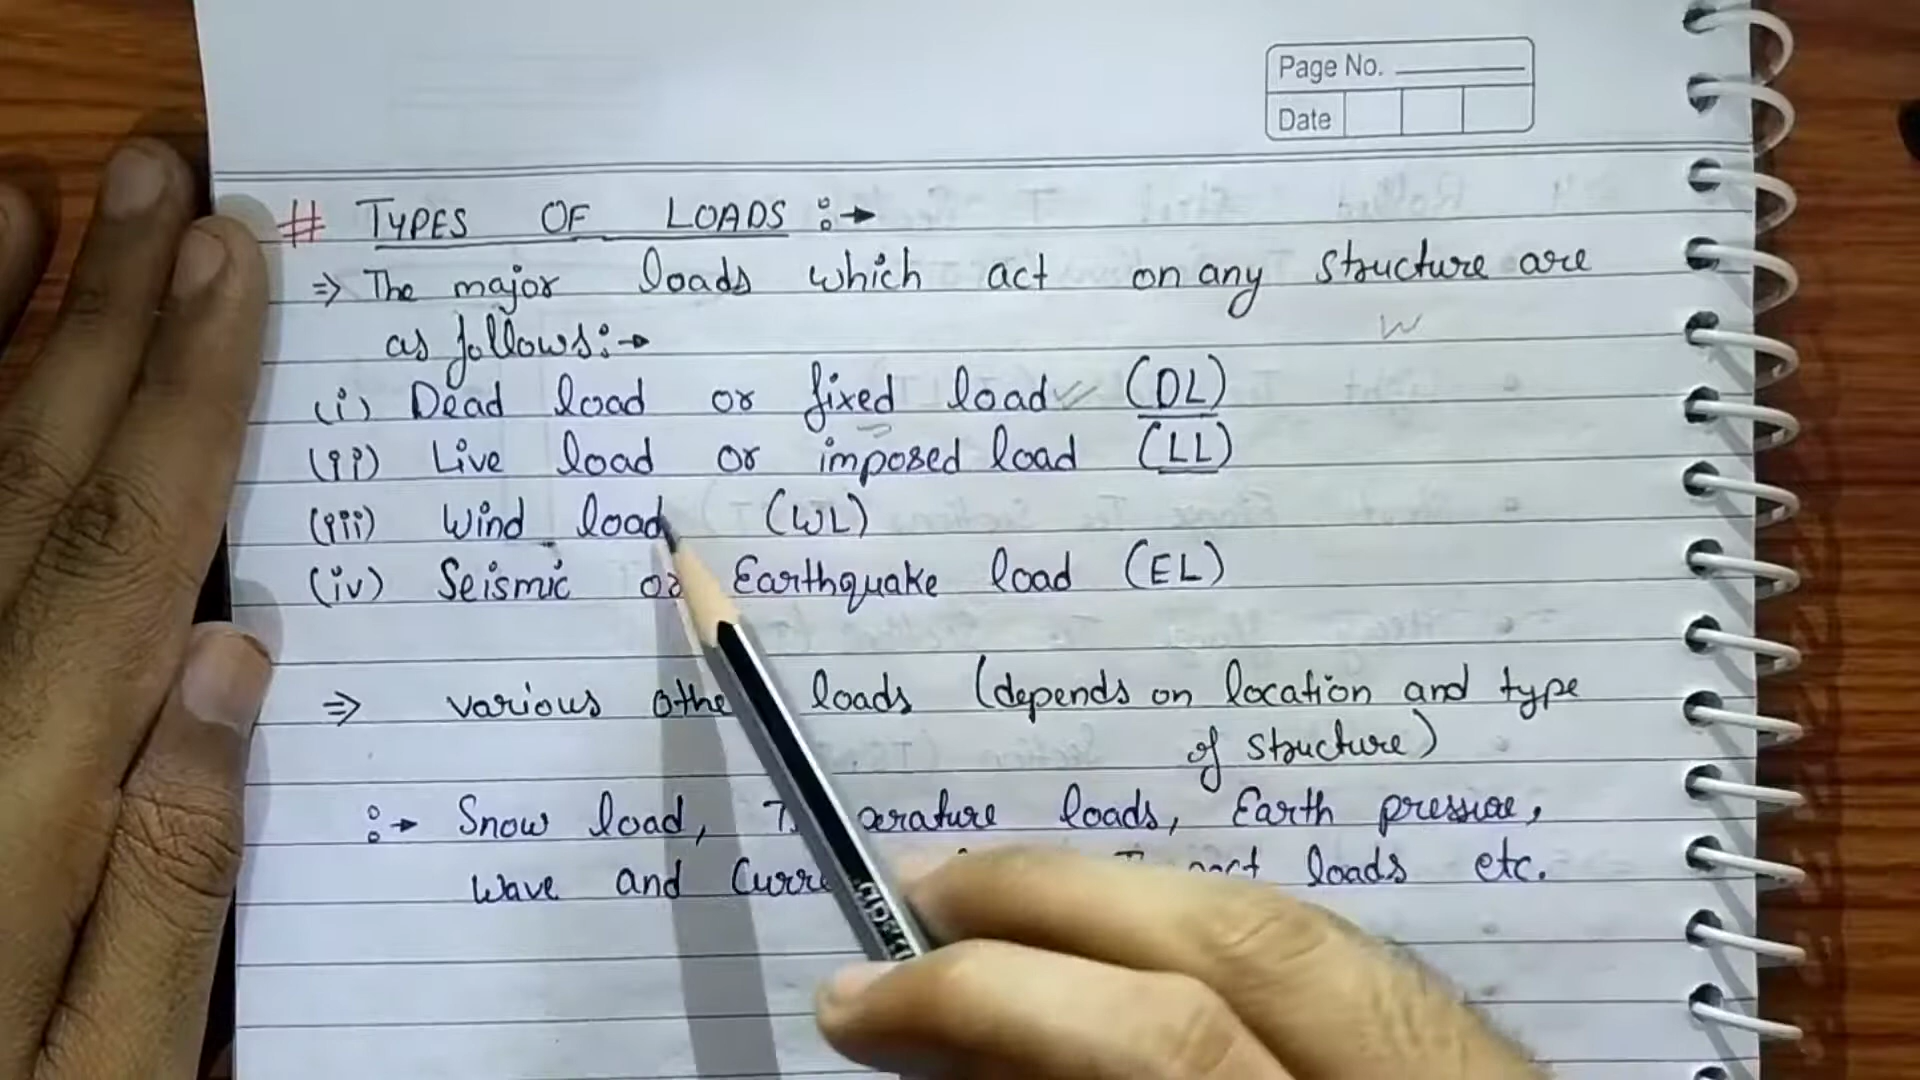 Page No.
Date
# TYPES OF LOADS :→
⇒ The major loads which act on any structure are
W
as follows:→
(i) Dead load or fixed load ✓ (DL)
(ii) Live load or imposed load (LL)
(iii) Wind load (WL)
(iv) Seismic or Earthquake load (EL)
⇒ various other loads (depends on location and type
of structure)
:→ Snow load, loads, Earth pressure,
Wave and loads etc.